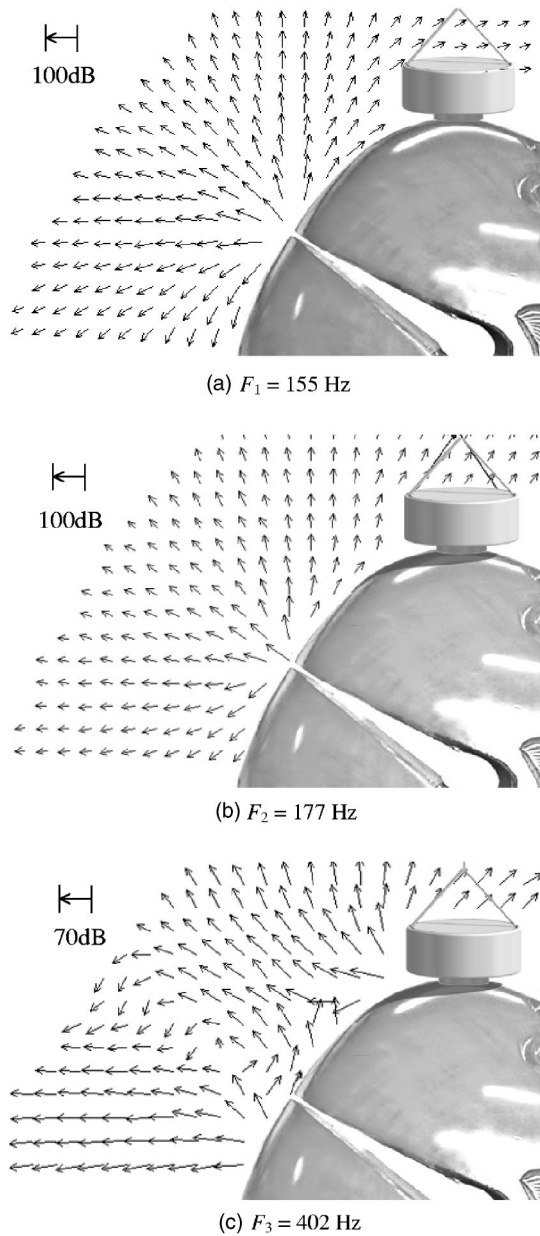 100dB
(a) F₁ = 155 Hz
100dB
(b) F₂ = 177 Hz
70dB
(c) F₃ = 402 Hz